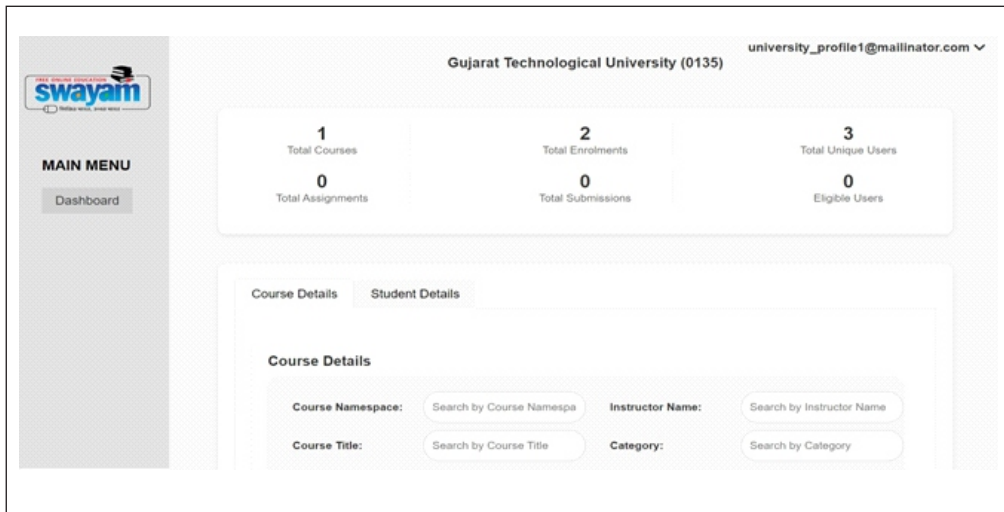 university_profile1@mailinator.com
Gujarat Technological University (0135)
FREE ONLINE EDUCATION
swayam
MAIN MENU
Dashboard
1 2 3
Total Courses Total Enrolments Total Unique Users
0 0 0
Total Assignments Total Submissions Eligible Users
Course Details Student Details
Course Details
Course Namespace: Search by Course Namespa Instructor Name: Search by Instructor Name
Course Title: Search by Course Title Category: Search by Category